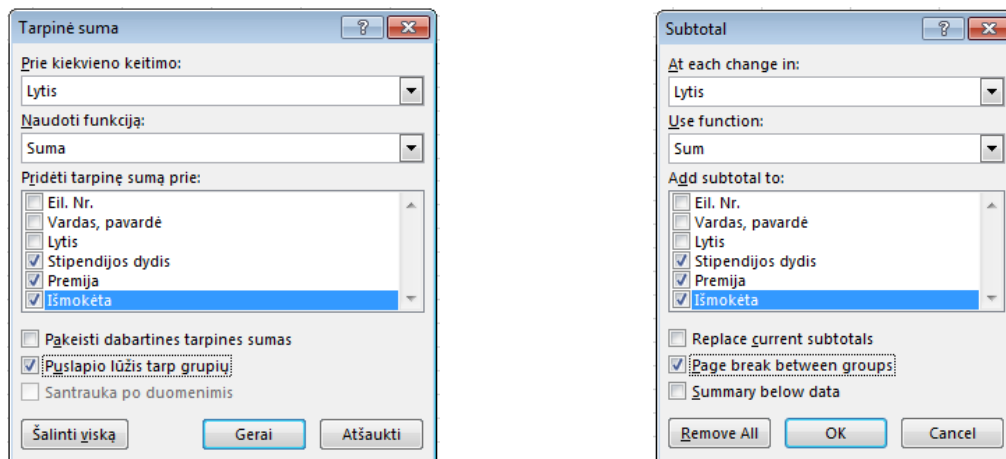 Tarpinė suma
Prie kiekvieno keitimo:
Lytis
Naudoti funkciją:
Suma
Pridėti tarpinę sumą prie:
Eil. Nr.
Vardas, pavardė
Lytis
Stipendijos dydis
Premija
Išmokėta
Pakeisti dabartines tarpines sumas
Puslapio lūžis tarp grupių
Santrauka po duomenimis
Šalinti viską
Gerai
Atšaukti
Subtotal
At each change in:
Lytis
Use function:
Sum
Add subtotal to:
Eil. Nr.
Vardas, pavardė
Lytis
Stipendijos dydis
Premija
Išmokėta
Replace current subtotals
Page break between groups
Summary below data
Remove All
OK
Cancel